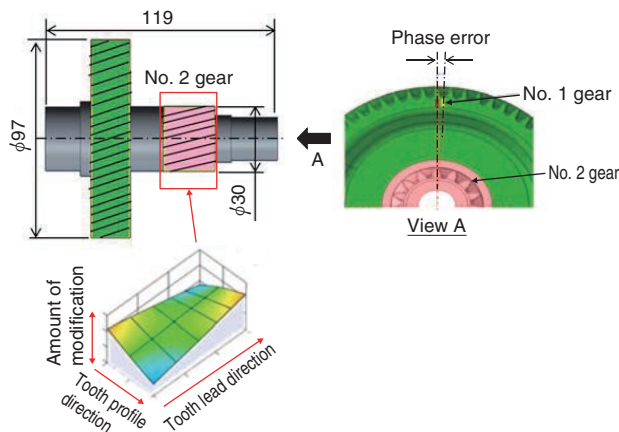 119
No. 2 gear
ϕ97
ϕ30
A
Phase error
No. 1 gear
No. 2 gear
View A
Amount of
modification
Tooth profile
direction
Tooth lead direction